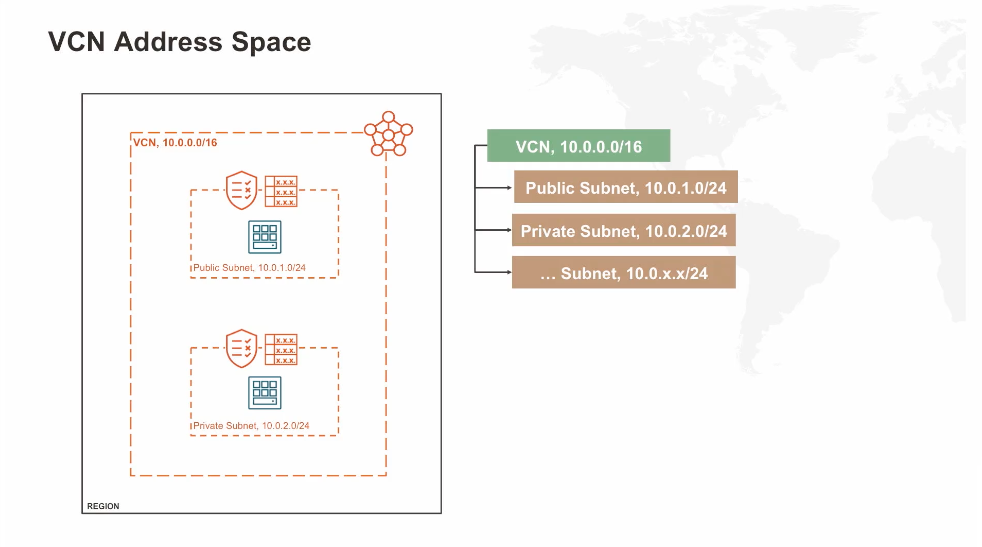 VCN Address Space
VCN, 10.0.0.0/16
x.x.x.
x.x.x.
x.x.x.
Public Subnet, 10.0.1.0/24
x.x.x.
x.x.x.
x.x.x.
Private Subnet, 10.0.2.0/24
REGION
VCN, 10.0.0.0/16
Public Subnet, 10.0.1.0/24
Private Subnet, 10.0.2.0/24
... Subnet, 10.0.x.x/24